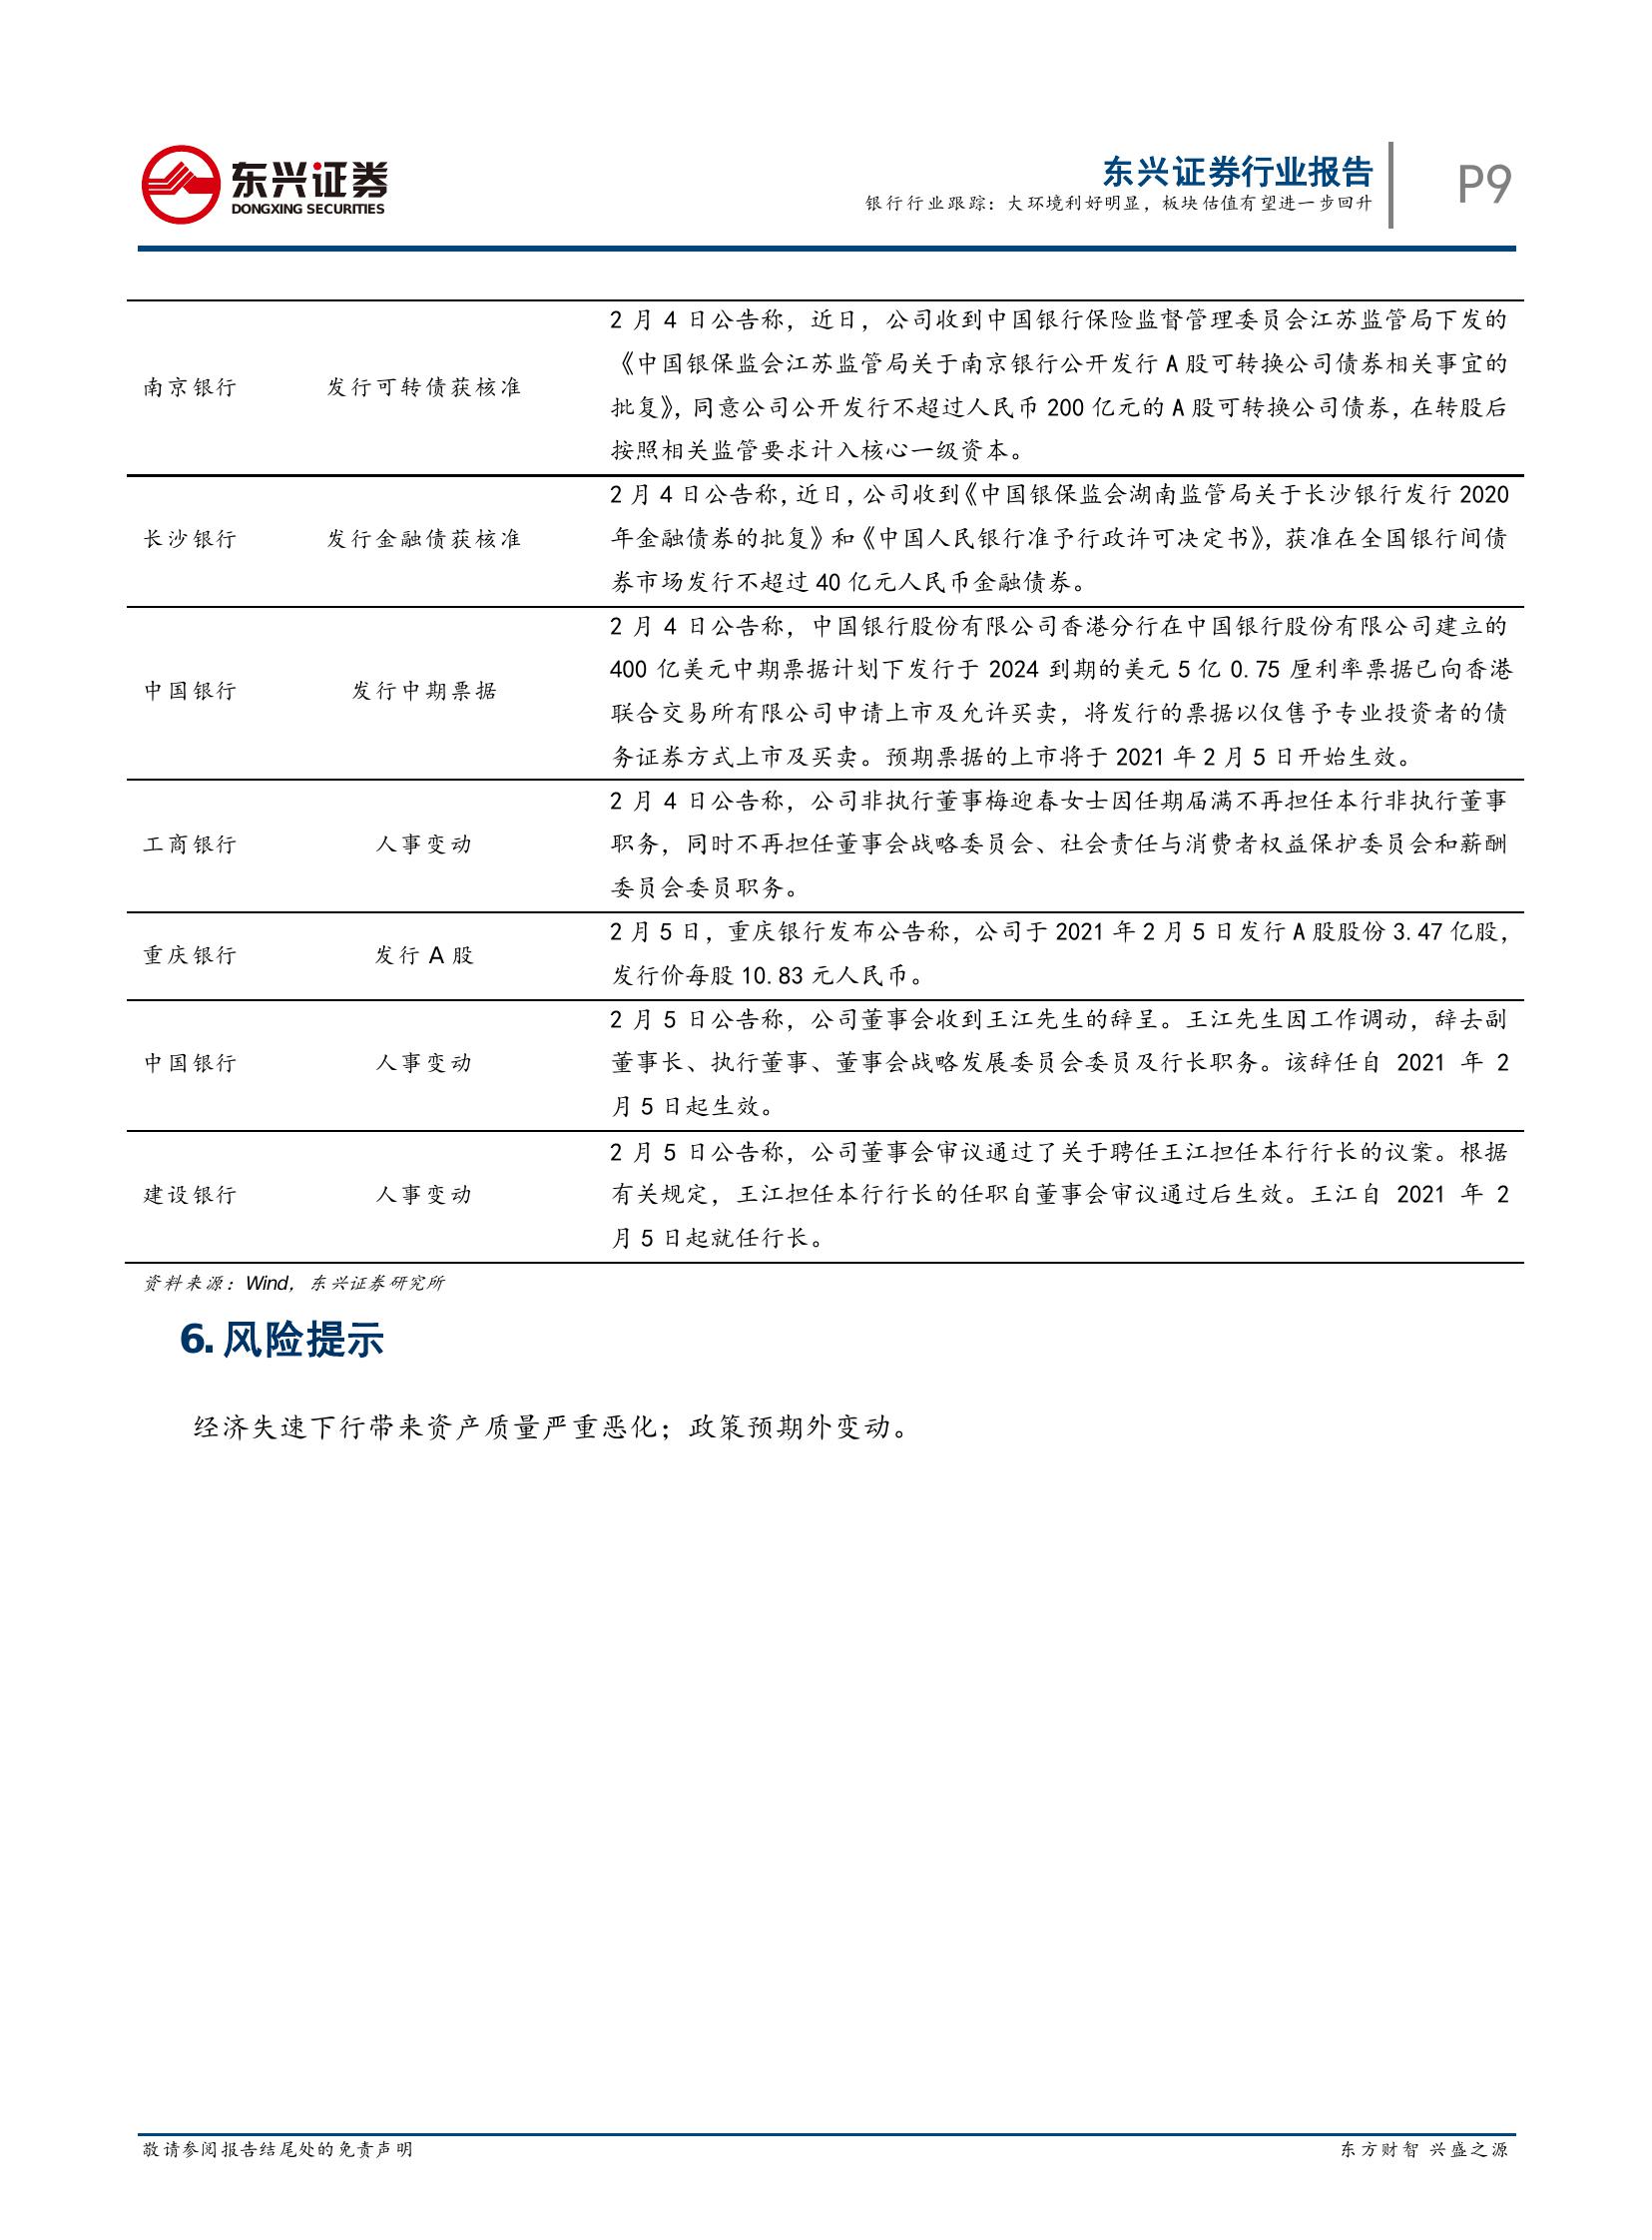 东兴证券
DONGXING SECURITIES
东兴证券行业报告
银行行业跟踪：大环境利好明显，板块估值有望进一步回升
P9
南京银行
发行可转债获核准
2 月 4 日公告称，近日，公司收到中国银行保险监督管理委员会江苏监管局下发的
《中国银保监会江苏监管局关于南京银行公开发行 A 股可转换公司债券相关事宜的
批复》，同意公司公开发行不超过人民币 200 亿元的 A 股可转换公司债券，在转股后
按照相关监管要求计入核心一级资本。
长沙银行
发行金融债获核准
2 月 4 日公告称，近日，公司收到《中国银保监会湖南监管局关于长沙银行发行 2020
年金融债券的批复》和《中国人民银行准予行政许可决定书》，获准在全国银行间债
券市场发行不超过 40 亿元人民币金融债券。
中国银行
发行中期票据
2 月 4 日公告称，中国银行股份有限公司香港分行在中国银行股份有限公司建立的
400 亿美元中期票据计划下发行于 2024 到期的美元 5 亿 0.75 厘利率票据已向香港
联合交易所有限公司申请上市及允许买卖，将发行的票据以仅售予专业投资者的债
务证券方式上市及买卖。预期票据的上市将于 2021 年 2 月 5 日开始生效。
工商银行
人事变动
2 月 4 日公告称，公司非执行董事梅迎春女士因任期届满不再担任本行非执行董事
职务，同时不再担任董事会战略委员会、社会责任与消费者权益保护委员会和薪酬
委员会委员职务。
重庆银行
发行 A 股
2 月 5 日，重庆银行发布公告称，公司于 2021 年 2 月 5 日发行 A 股股份 3.47 亿股，
发行价每股 10.83 元人民币。
中国银行
人事变动
2 月 5 日公告称，公司董事会收到王江先生的辞呈。王江先生因工作调动，辞去副
董事长、执行董事、董事会战略发展委员会委员及行长职务。该辞任自 2021 年 2
月 5 日起生效。
建设银行
人事变动
2 月 5 日公告称，公司董事会审议通过了关于聘任王江担任本行行长的议案。根据
有关规定，王江担任本行行长的任职自董事会审议通过后生效。王江自 2021 年 2
月 5 日起就任行长。
资料来源：Wind，东兴证券研究所
6. 风险提示
经济失速下行带来资产质量严重恶化；政策预期外变动。
敬请参阅报告结尾处的免责声明
东方财智 兴盛之源